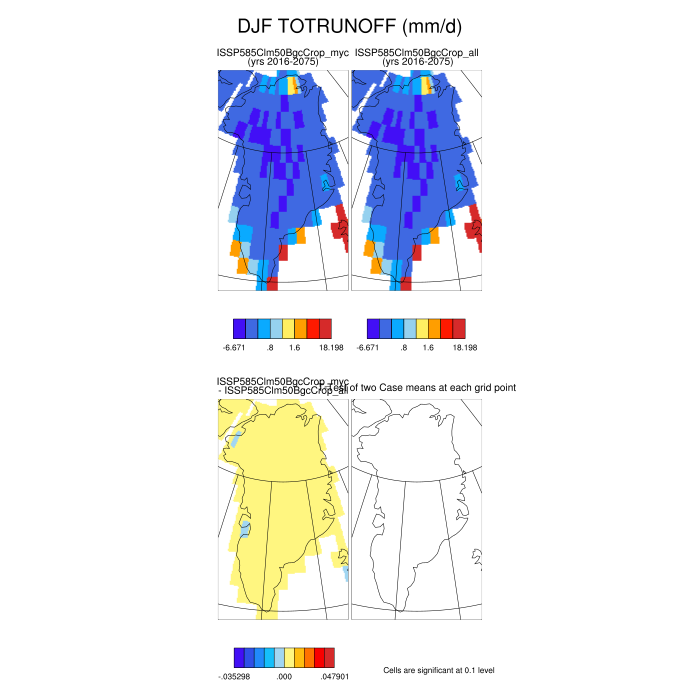 DJF TOTRUNOFF (mm/d)
ISSP585Clm50BgcCrop_myc
(yrs 2016-2075)
ISSP585Clm50BgcCrop_all
(yrs 2016-2075)
-6.671 .8 1.6 18.198
-6.671 .8 1.6 18.198
ISSP585Clm50BgcCrop_myc
- ISSP585Clm50BgcCrop_all
T-Test of two Case means at each grid point
-.035298 .000 .047901
Cells are significant at 0.1 level